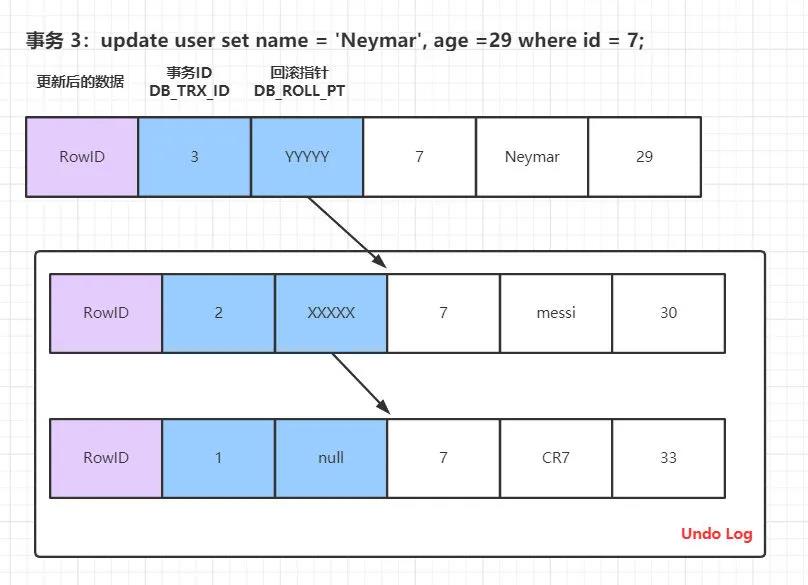 事务 3：update user set name = 'Neymar', age =29 where id = 7;
更新后的数据
事务ID
DB_TRX_ID
回滚指针
DB_ROLL_PT
RowID 3 YYYYY 7 Neymar 29
RowID 2 XXXXX 7 messi 30
RowID 1 null 7 CR7 33
Undo Log